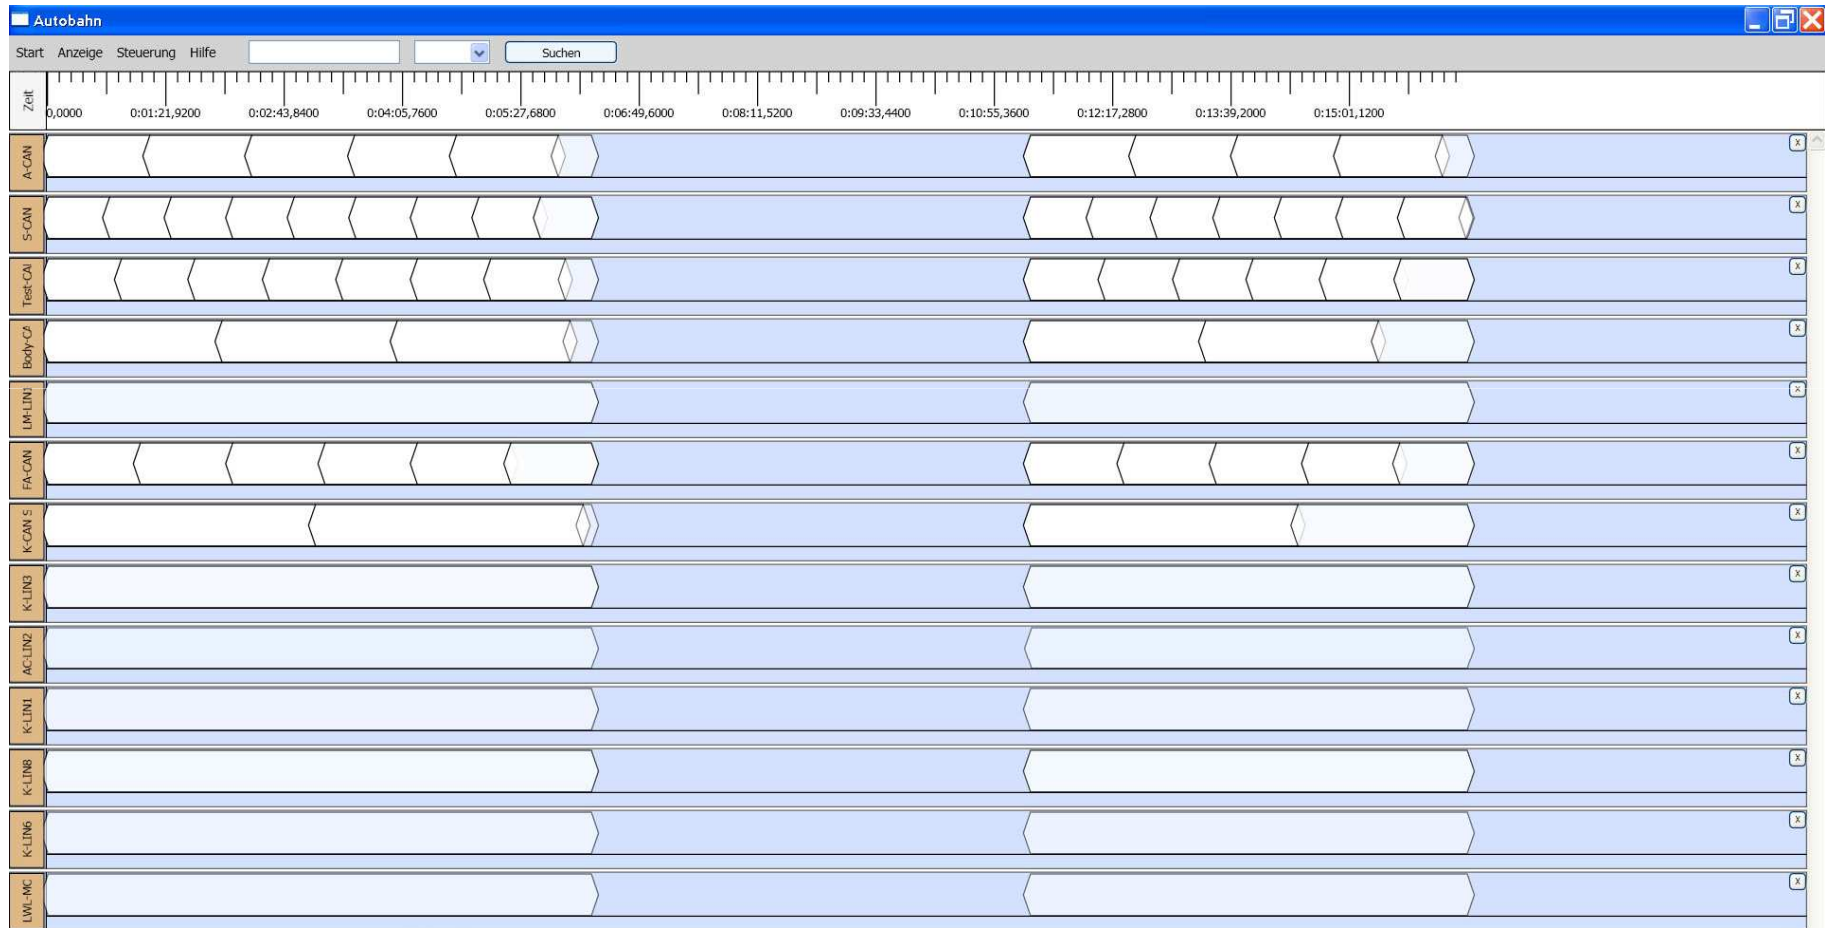 Autobahn
Start Anzeige Steuerung Hilfe Suchen
Zeit
0,0000 0:01:21,9200 0:02:43,8400 0:04:05,7600 0:05:27,6800 0:06:49,6000 0:08:11,5200 0:09:33,4400 0:10:55,3600 0:12:17,2800 0:13:39,2000 0:15:01,1200
A-CAN x
S-CAN x
Test-CAI x
Body-CA x
LM-LIN1 x
FA-CAN x
K-CAN S x
K-LIN3 x
AC-LIN2 x
K-LIN1 x
K-LIN8 x
K-LIN6 x
LWL-MC x